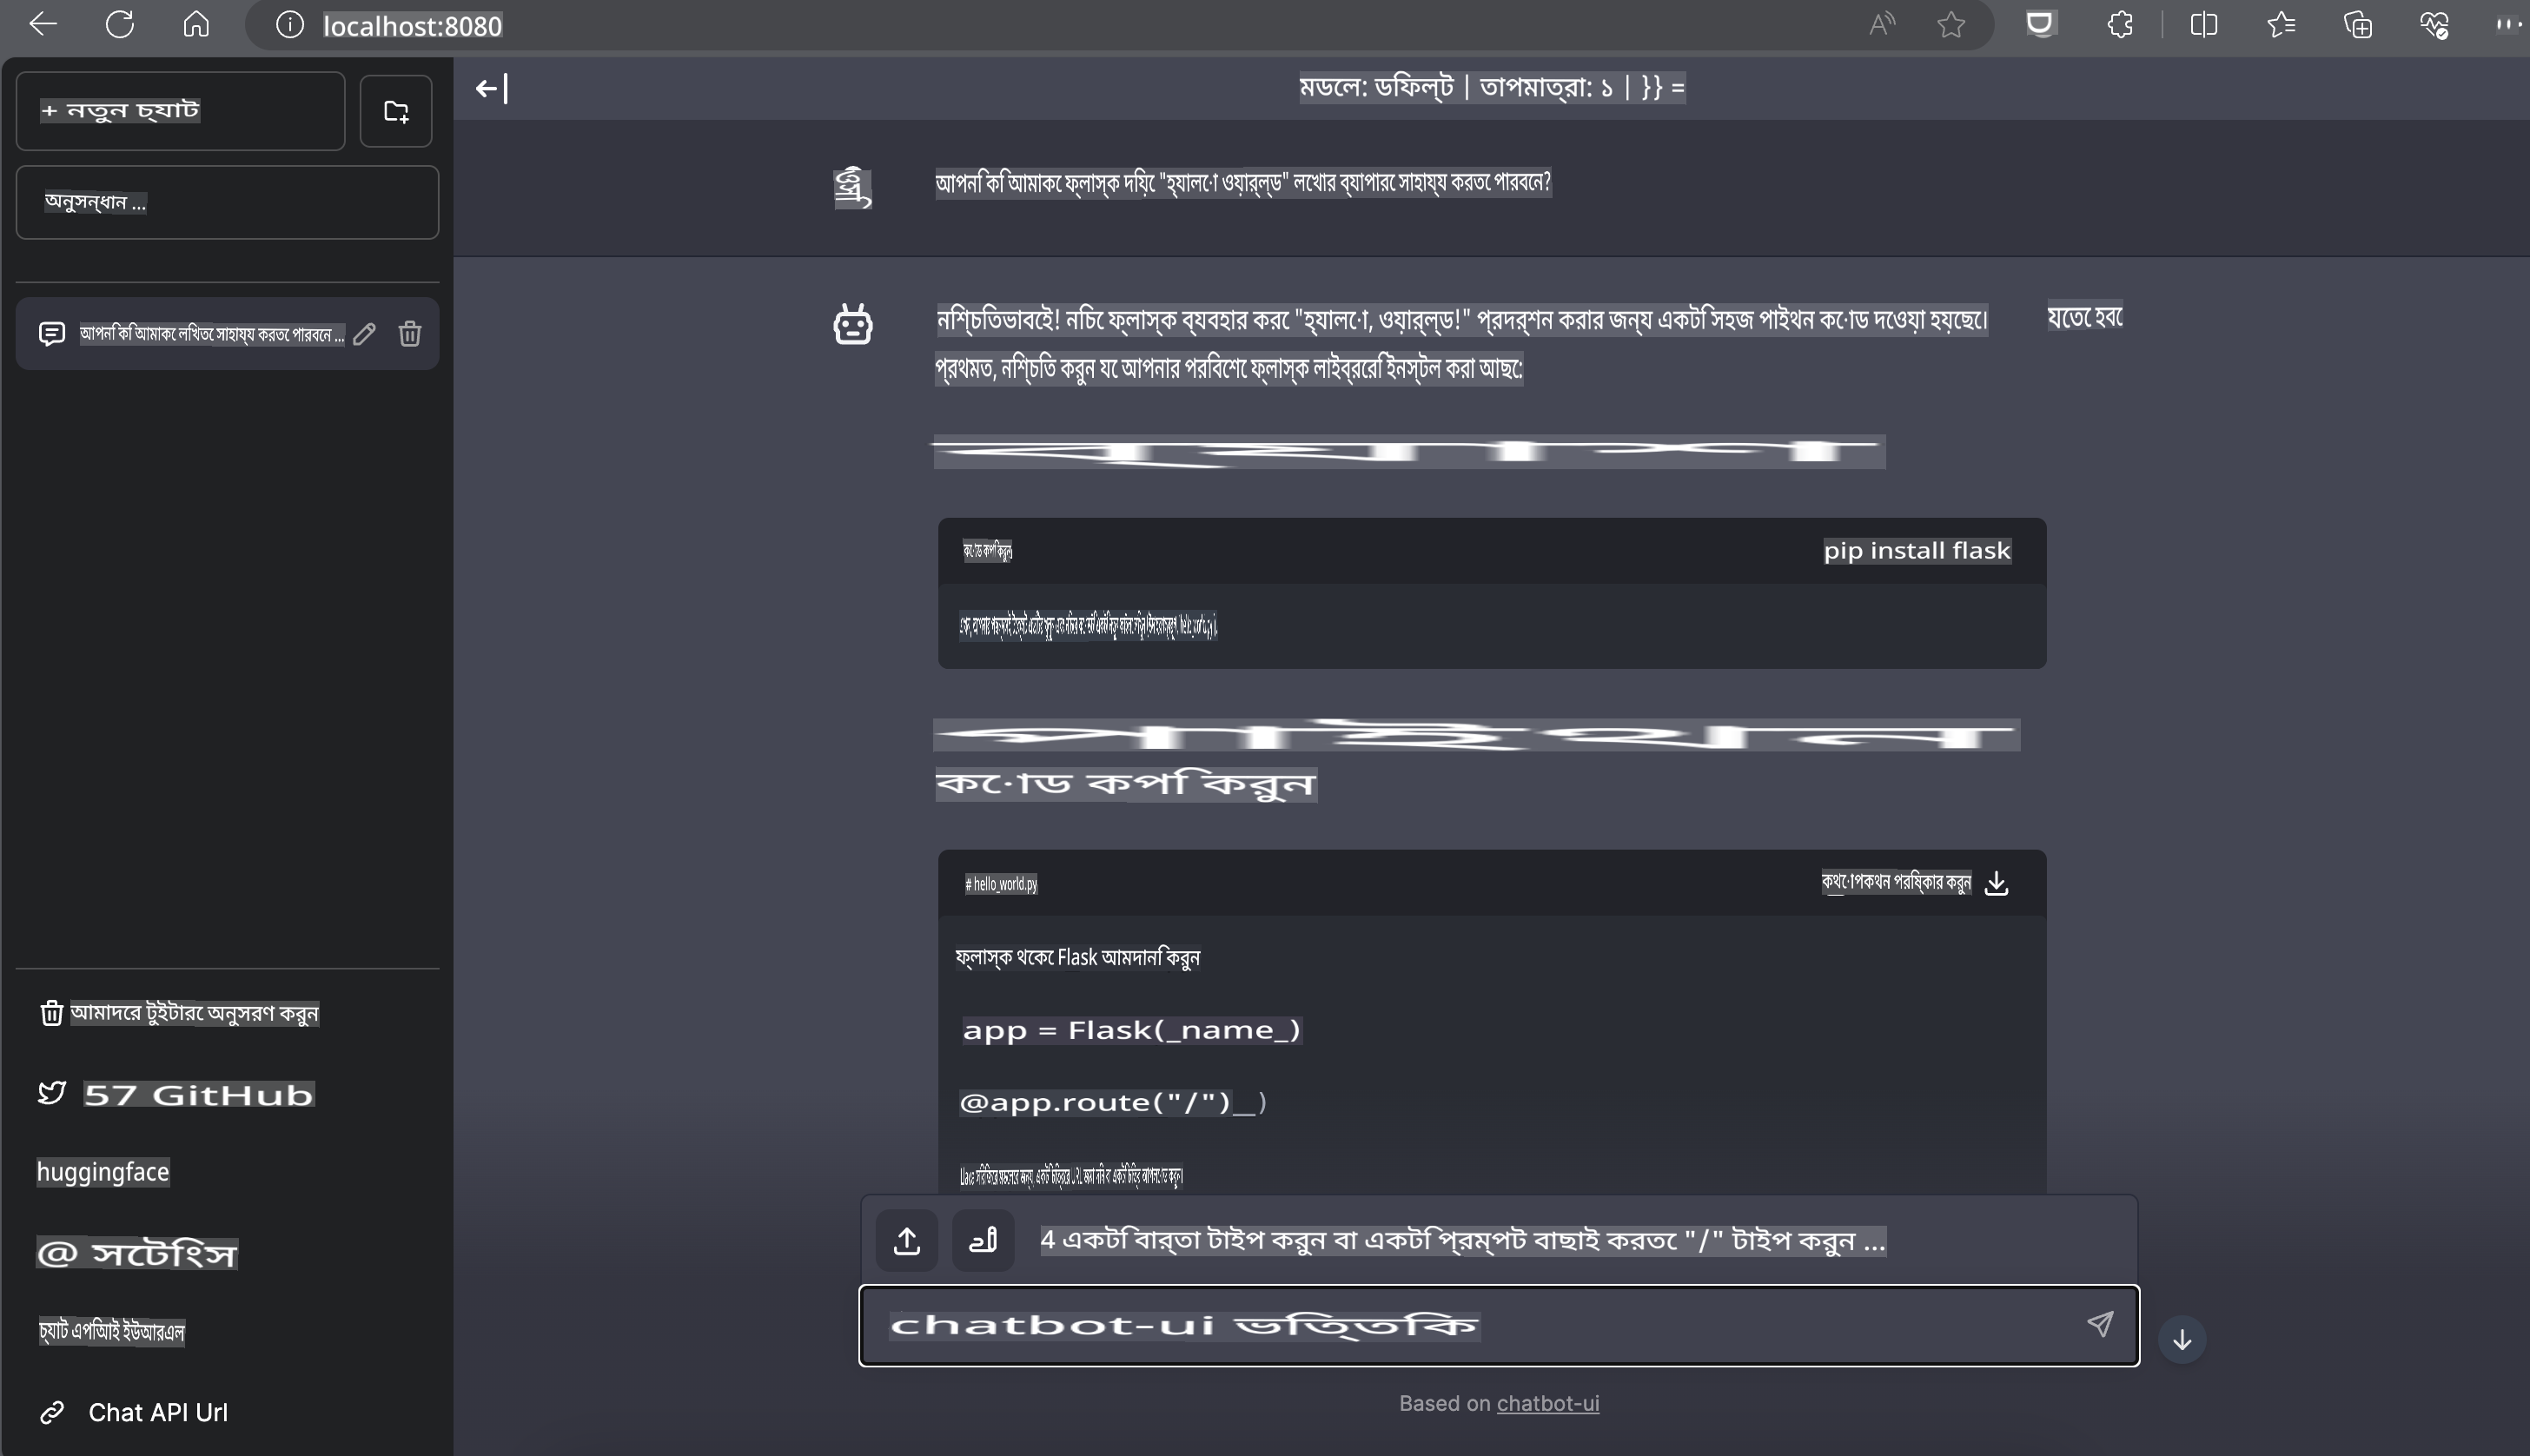 localhost:8080
+ নতুন চ্যাট
অনুসন্ধান ...
আপনি কি আমাকে লিখতে সাহায্য করতে পারবেন ...
আমাদের টুইটারে অনুসরণ করুন
57 GitHub
huggingface
@ সেটিংস
চ্যাট এপিআই ইউআরএল
Chat API Url
মডেল: ডিফল্ট | তাপমাত্রা: ১ | }} =
আপনি কি আমাকে ফ্লাস্ক দিয়ে "হ্যালো ওয়ার্ল্ড" লেখার ব্যাপারে সাহায্য করতে পারবেন?
নিশ্চিতভাবেই! নিচে ফ্লাস্ক ব্যবহার করে "হ্যালো, ওয়ার্ল্ড!" প্রদর্শন করার জন্য একটি সহজ পাইথন কোড দেওয়া হয়েছে। যেতে হবে
প্রথমত, নিশ্চিত করুন যে আপনার পরিবেশে ফ্লাস্ক লাইব্রেরি ইনস্টল করা আছে:
কোড কপি করুন
pip install flask
পাইথন
কোড কপি করুন
# hello_world.py
কথোপকথন পরিষ্কার করুন
ফ্লাস্ক থেকে Flask আমদানি করুন
app = Flask(_name_)
@app.route("/")__)
4 একটি বার্তা টাইপ করুন বা একটি প্রম্পট বাছাই করতে "/" টাইপ করুন ...
chatbot-ui ভিত্তিক
Based on chatbot-ui